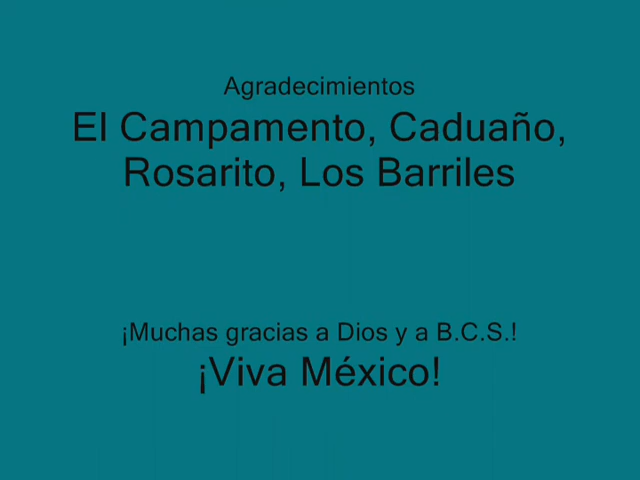 Agradecimientos
El Campamento, Caduaño,
Rosarito, Los Barriles
¡Muchas gracias a Dios y a B.C.S.!
¡Viva México!